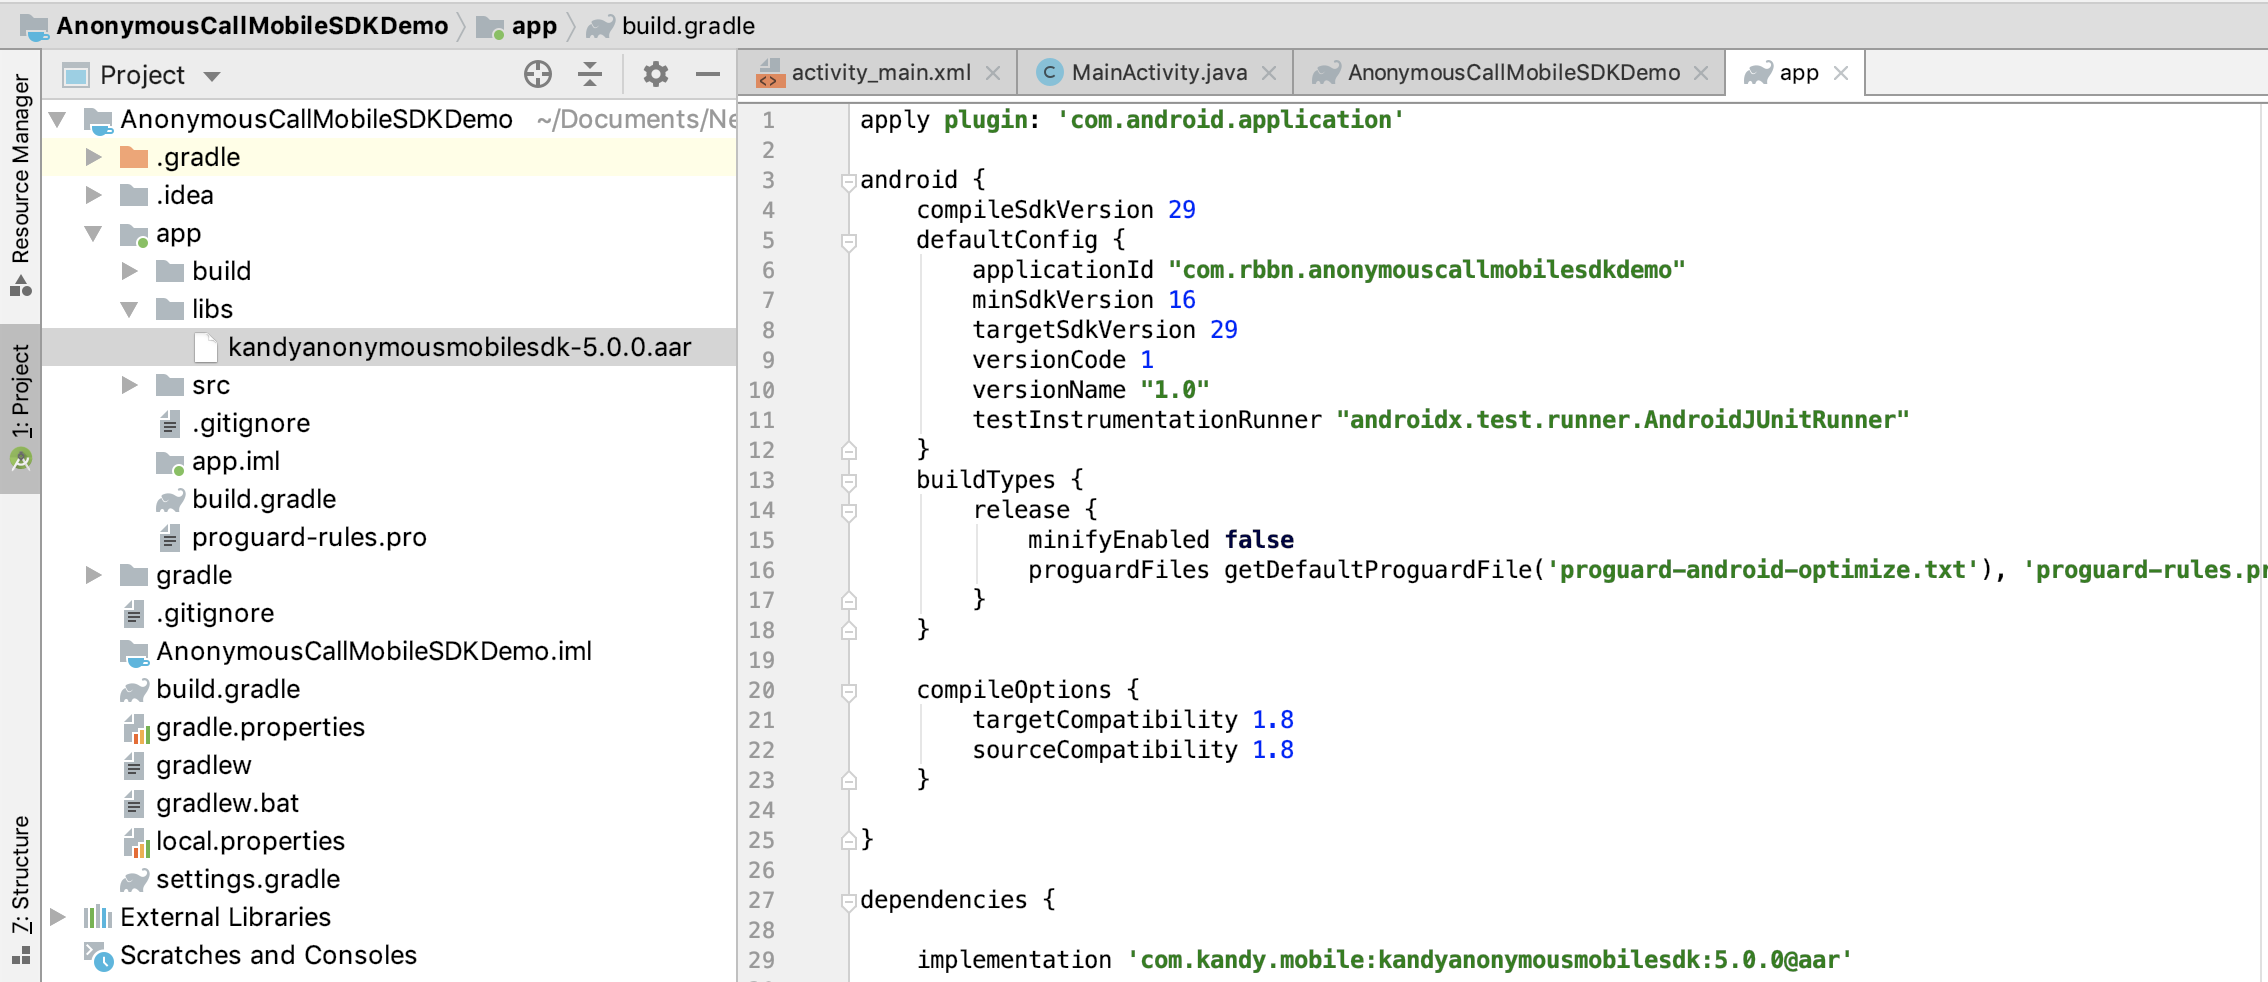 AnonymousCallMobileSDKDemo app build.gradle
Resource Manager
1: Project
7: Structure
Project
AnonymousCallMobileSDKDemo ~/Documents/Ne
.gradle
.idea
app
build
libs
kandyanonymousmobilesdk-5.0.0.aar
src
.gitignore
app.iml
build.gradle
proguard-rules.pro
gradle
.gitignore
AnonymousCallMobileSDKDemo.iml
build.gradle
gradle.properties
gradlew
gradlew.bat
local.properties
settings.gradle
External Libraries
Scratches and Consoles
activity_main.xml MainActivity.java AnonymousCallMobileSDKDemo app
1 apply plugin: 'com.android.application'
2
3 android {
4 compileSdkVersion 29
5 defaultConfig {
6 applicationId "com.rbbn.anonymouscallmobilesdkdemo"
7 minSdkVersion 16
8 targetSdkVersion 29
9 versionCode 1
10 versionName "1.0"
11 testInstrumentationRunner "androidx.test.runner.AndroidJUnitRunner"
12 }
13 buildTypes {
14 release {
15 minifyEnabled false
16 proguardFiles getDefaultProguardFile('proguard-android-optimize.txt'), 'proguard-rules.pr
17 }
18 }
19
20 compileOptions {
21 targetCompatibility 1.8
22 sourceCompatibility 1.8
23 }
24
25 }
26
27 dependencies {
28
29 implementation 'com.kandy.mobile:kandyanonymousmobilesdk:5.0.0@aar'